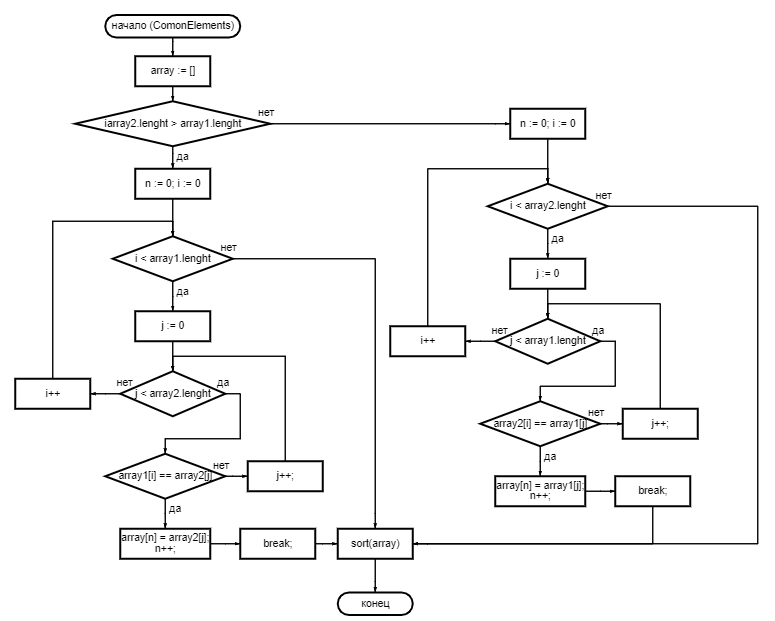 начало (ComonElements)
array := []
iarray2.lenght > array1.lenght
нет
да
n := 0; i := 0
i < array1.lenght
нет
да
j := 0
j < array2.lenght
нет
да
i++
array1[i] == array2[j]
нет
да
j++;
array[n] = array2[j];
n++;
break;
sort(array)
конец
n := 0; i := 0
i < array2.lenght
нет
да
j := 0
j < array1.lenght
нет
да
i++
array2[i] == array1[j]
нет
да
j++;
array[n] = array1[j];
n++;
break;